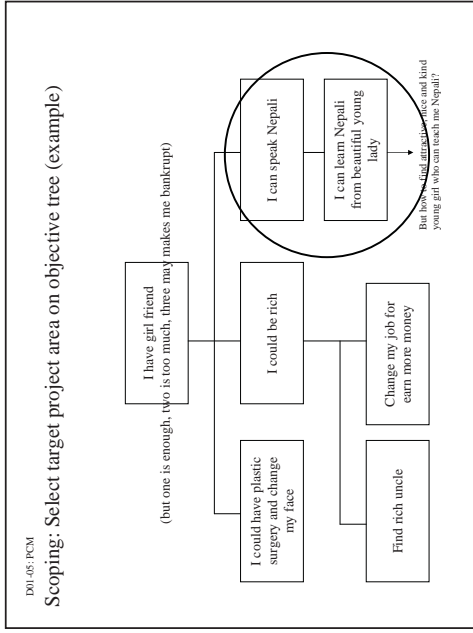 D01-05: PCM
Scoping: Select target project area on objective tree (example)
I have girl friend
(but one is enough, two is too much, three may makes me bankrupt)
I could have plastic
surgery and change
my face
I could be rich
I can speak Nepali
Find rich uncle
Change my job for
earn more money
I can learn Nepali
from beautiful young
lady
But how to find attractive, nice and kind
young girl who can teach me Nepali?